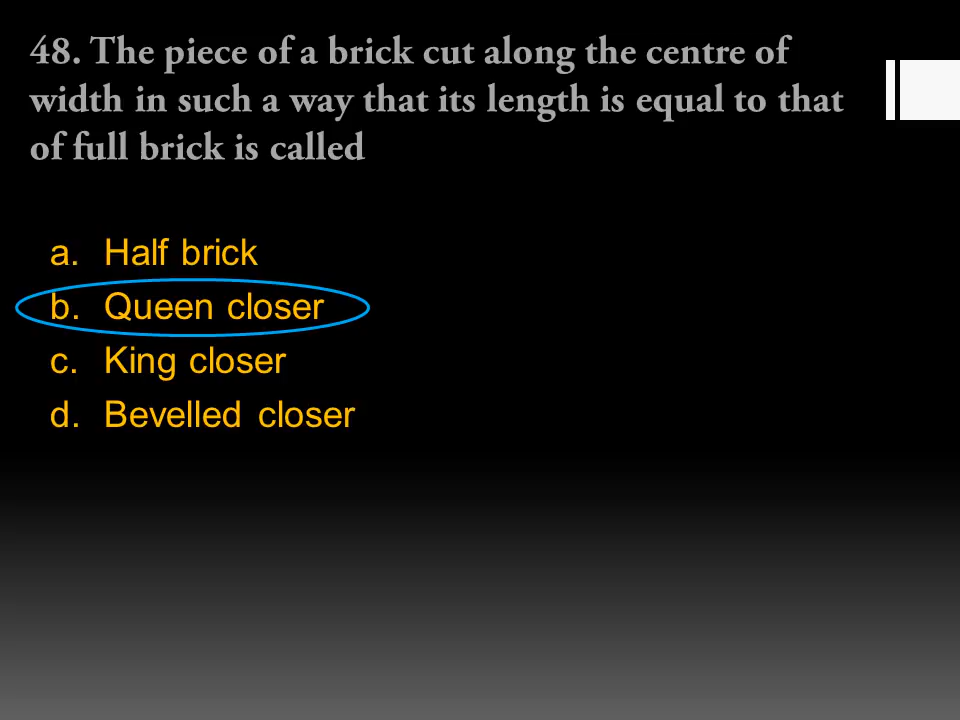 48. The piece of a brick cut along the centre of
width in such a way that its length is equal to that
of full brick is called
a. Half brick
b. Queen closer
c. King closer
d. Bevelled closer